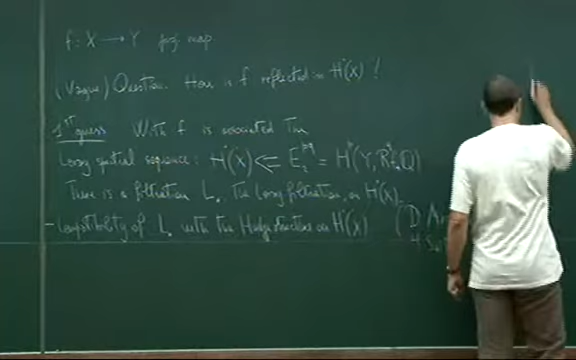 f: X → Y proj. map.
(Vague) Question. How is f reflected in H(X) ?
1st guess With f is associated the
Leray spectral sequence: H(X) ⇐ E₂^{pq} = H^p(Y, R^q f_* Q)
There is a filtration L., the Leray filtration, on H(X)
- Compatibility of L. with the Hodge structure on H(X) (D. A